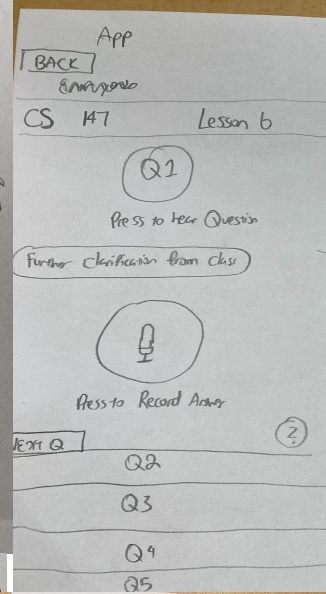 App
BACK
CS 147 Lesson 6
Q1
Press to hear Question
Further clarification from class
Press to Record Answer
NEXT Q ?
Q2
Q3
Q4
Q5